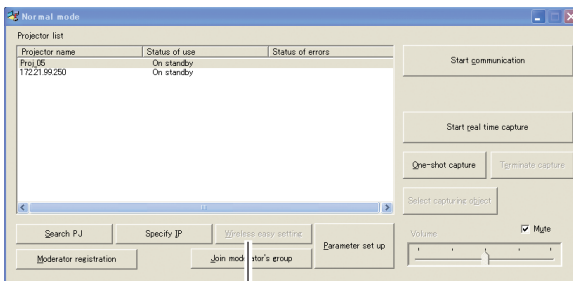 Normal mode
Projector list
Projector name Status of use Status of errors
Proj_05 On standby
172.21.99.250 On standby
Start communication
Start real time capture
One-shot capture Terminate capture
Select capturing object
Search PJ Specify IP Wireless easy setting Parameter set up
Volume Mute
Moderator registration Join moderator's group